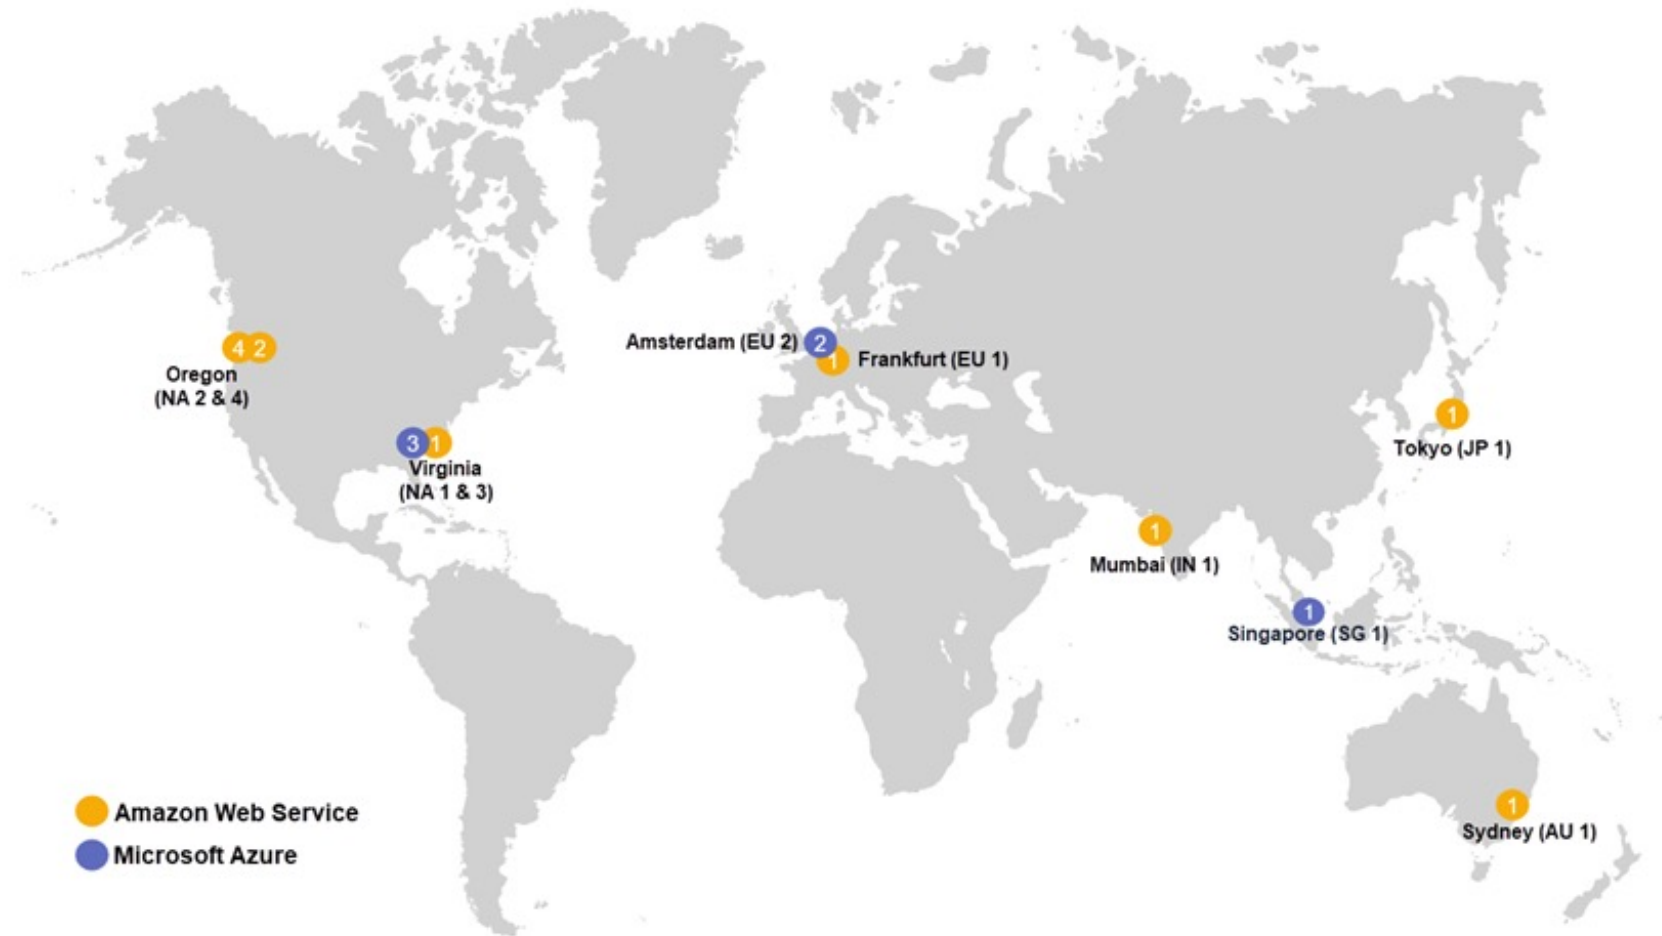 4 2
Oregon
(NA 2 & 4)
3 1
Virginia
(NA 1 & 3)
Amsterdam (EU 2) 2
1 Frankfurt (EU 1)
1
Tokyo (JP 1)
1
Mumbai (IN 1)
1
Singapore (SG 1)
1
Sydney (AU 1)
Amazon Web Service
Microsoft Azure